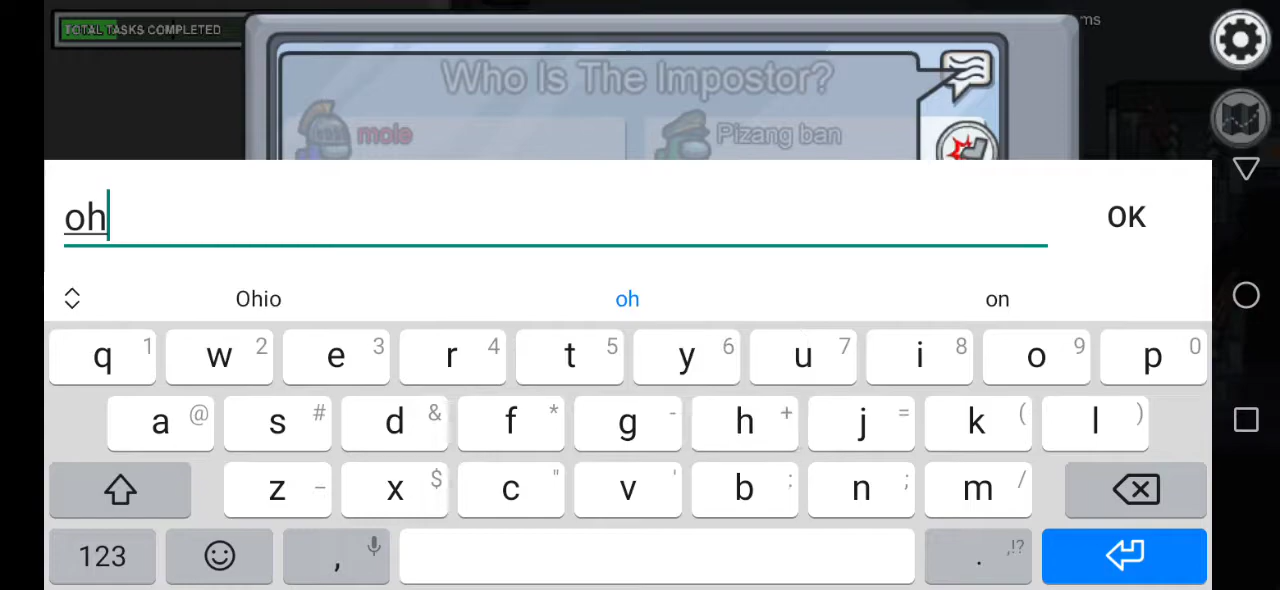 TOTAL TASKS COMPLETED
ms
Who Is The Impostor?
mole Pizang ban
oh OK
Ohio oh on
q 1 w 2 e 3 r 4 t 5 y 6 u 7 i 8 o 9 p 0
a @ s # d & f * g - h + j = k ( l )
z _ x $ c " v ' b : n ; m /
123 , . ,!?